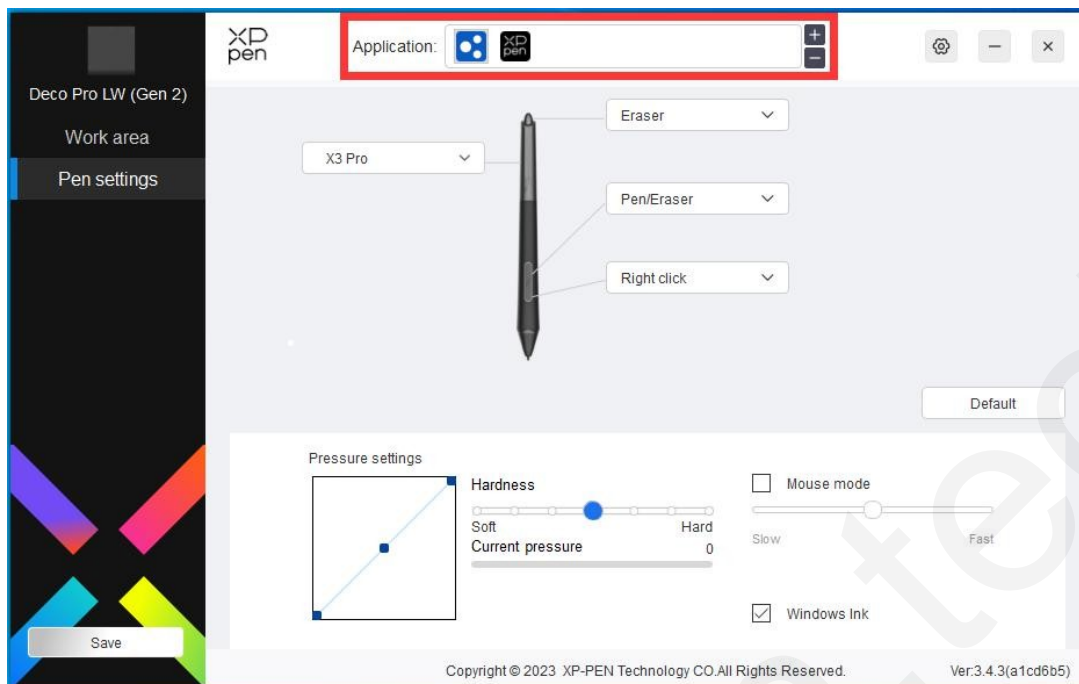 XP
pen
Application:
XP
pen
+
−
Deco Pro LW (Gen 2)
Work area
Pen settings
Eraser
X3 Pro
Pen/Eraser
Right click
Default
Pressure settings
Hardness
Soft Hard
Current pressure 0
Mouse mode
Slow Fast
Windows Ink
Save
Copyright © 2023 XP-PEN Technology CO.All Rights Reserved.
Ver:3.4.3(a1cd6b5)